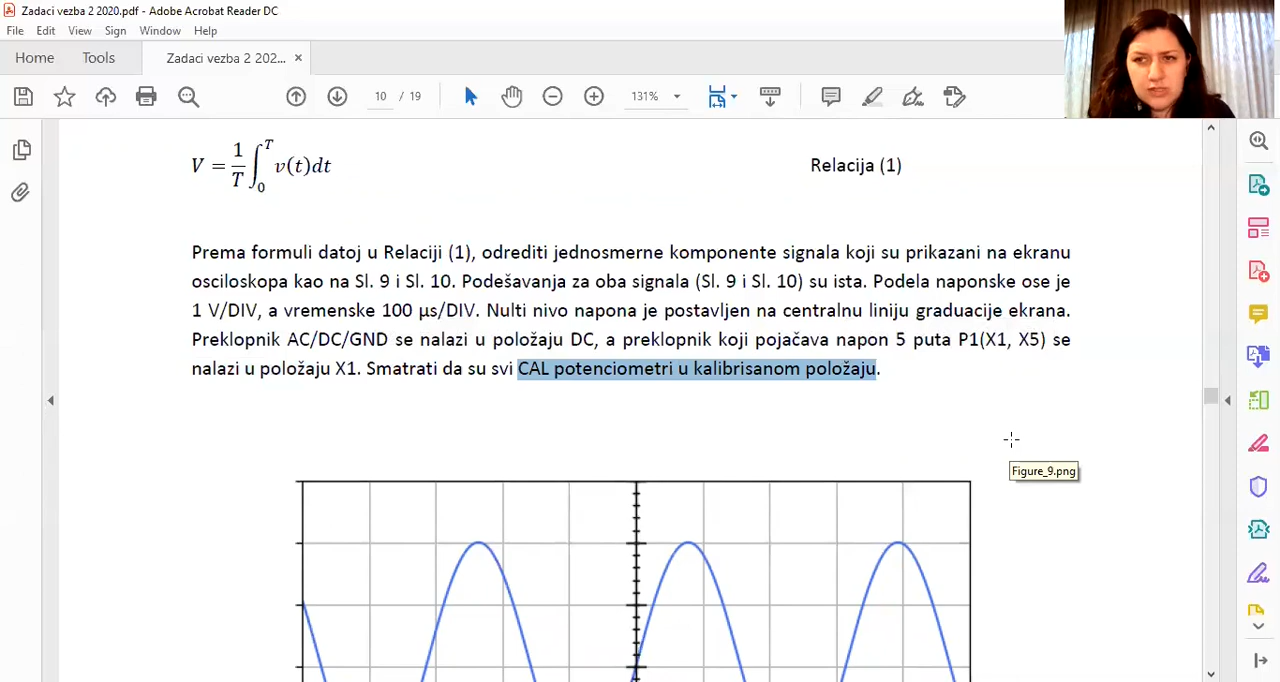 Zadaci vezba 2 2020.pdf - Adobe Acrobat Reader DC
File Edit View Sign Window Help
Home Tools Zadaci vezba 2 202... ×
10 / 19 131%
V = 1/T ∫₀ᵀ v(t)dt Relacija (1)
Prema formuli datoj u Relaciji (1), odrediti jednosmerne komponente signala koji su prikazani na ekranu
osciloskopa kao na Sl. 9 i Sl. 10. Podešavanja za oba signala (Sl. 9 i Sl. 10) su ista. Podela naponske ose je
1 V/DIV, a vremenske 100 µs/DIV. Nulti nivo napona je postavljen na centralnu liniju graduacije ekrana.
Preklopnik AC/DC/GND se nalazi u položaju DC, a preklopnik koji pojačava napon 5 puta P1(X1, X5) se
nalazi u položaju X1. Smatrati da su svi CAL potenciometri u kalibrisanom položaju.
Figure_9.png